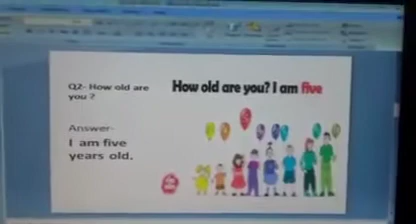 Q2- How old are
you ?
How old are you? I am five
Answer-
I am five
years old.